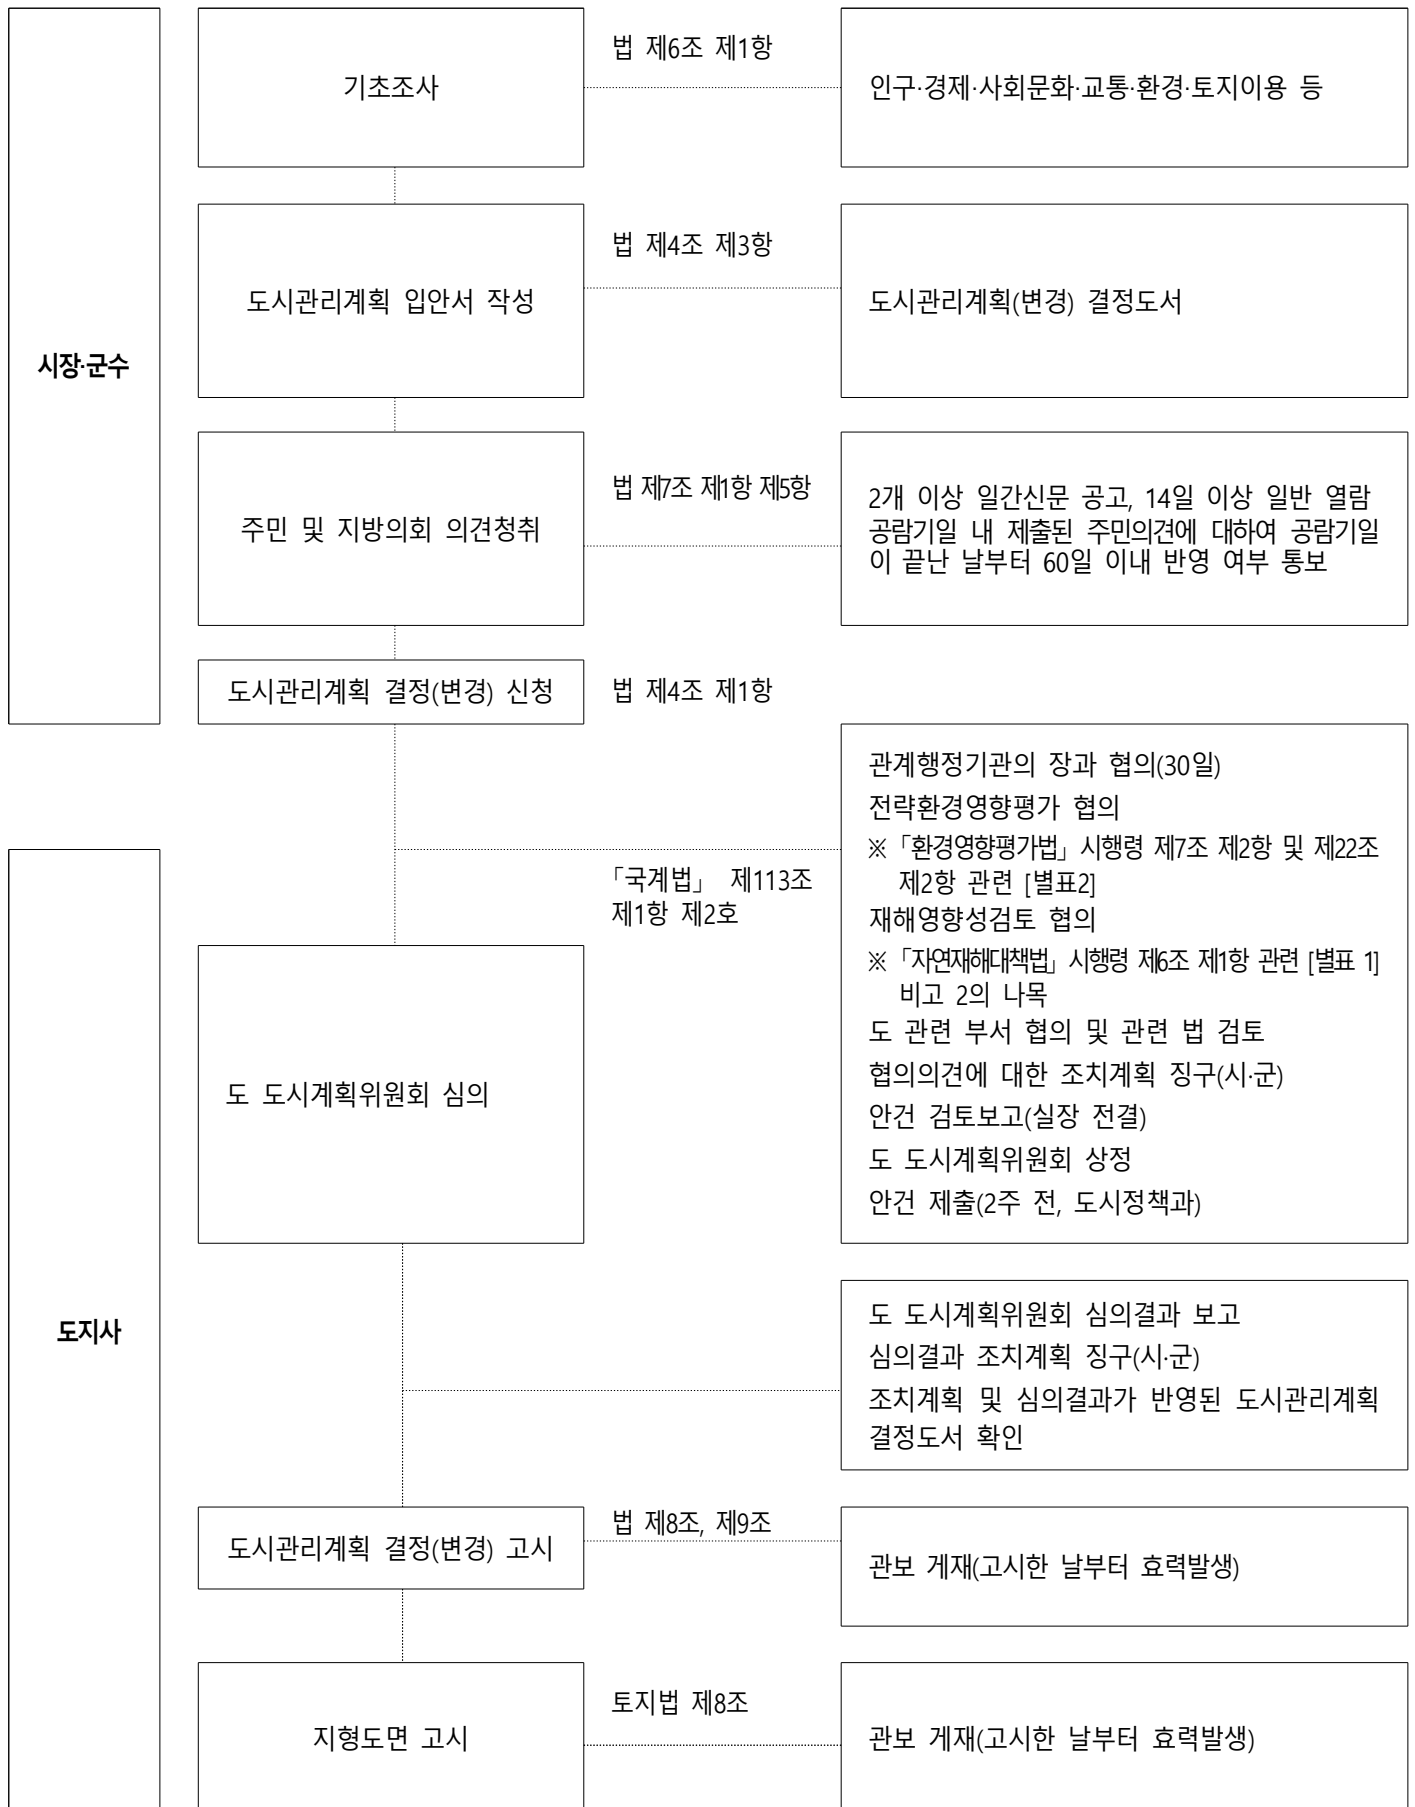 시장·군수
기초조사
법 제6조 제1항
인구·경제·사회문화·교통·환경·토지이용 등
도시관리계획 입안서 작성
법 제4조 제3항
도시관리계획(변경) 결정도서
주민 및 지방의회 의견청취
법 제7조 제1항 제5항
2개 이상 일간신문 공고, 14일 이상 일반 열람
공람기일 내 제출된 주민의견에 대하여 공람기일
이 끝난 날부터 60일 이내 반영 여부 통보
도시관리계획 결정(변경) 신청
법 제4조 제1항
도지사
「국계법」 제113조
제1항 제2호
관계행정기관의 장과 협의(30일)
전략환경영향평가 협의
※「환경영향평가법」 시행령 제7조 제2항 및 제22조
제2항 관련 [별표2]
재해영향성검토 협의
※「자연재해대책법」 시행령 제6조 제1항 관련 [별표 1]
비고 2의 나목
도 관련 부서 협의 및 관련 법 검토
협의의견에 대한 조치계획 징구(시·군)
안건 검토보고(실장 전결)
도 도시계획위원회 상정
안건 제출(2주 전, 도시정책과)
도 도시계획위원회 심의
도 도시계획위원회 심의결과 보고
심의결과 조치계획 징구(시·군)
조치계획 및 심의결과가 반영된 도시관리계획
결정도서 확인
도시관리계획 결정(변경) 고시
법 제8조, 제9조
관보 게재(고시한 날부터 효력발생)
지형도면 고시
토지법 제8조
관보 게재(고시한 날부터 효력발생)